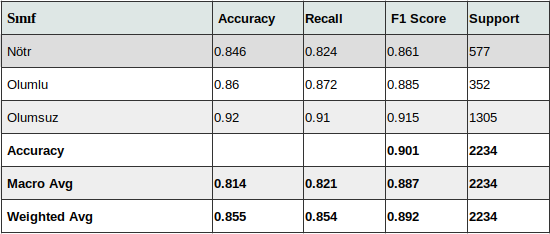 Sınıf Accuracy Recall F1 Score Support
Nötr 0.846 0.824 0.861 577
Olumlu 0.86 0.872 0.885 352
Olumsuz 0.92 0.91 0.915 1305
Accuracy 0.901 2234
Macro Avg 0.814 0.821 0.887 2234
Weighted Avg 0.855 0.854 0.892 2234